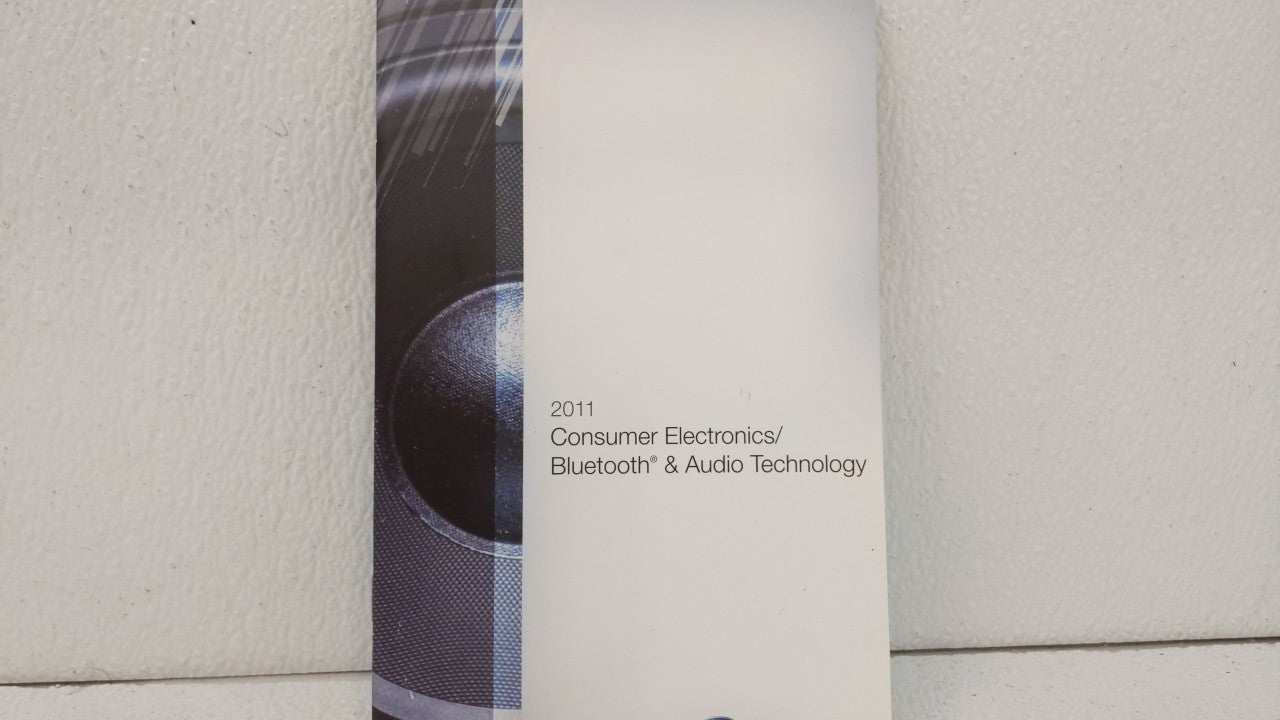 2011
Consumer Electronics/
Bluetooth® & Audio Technology